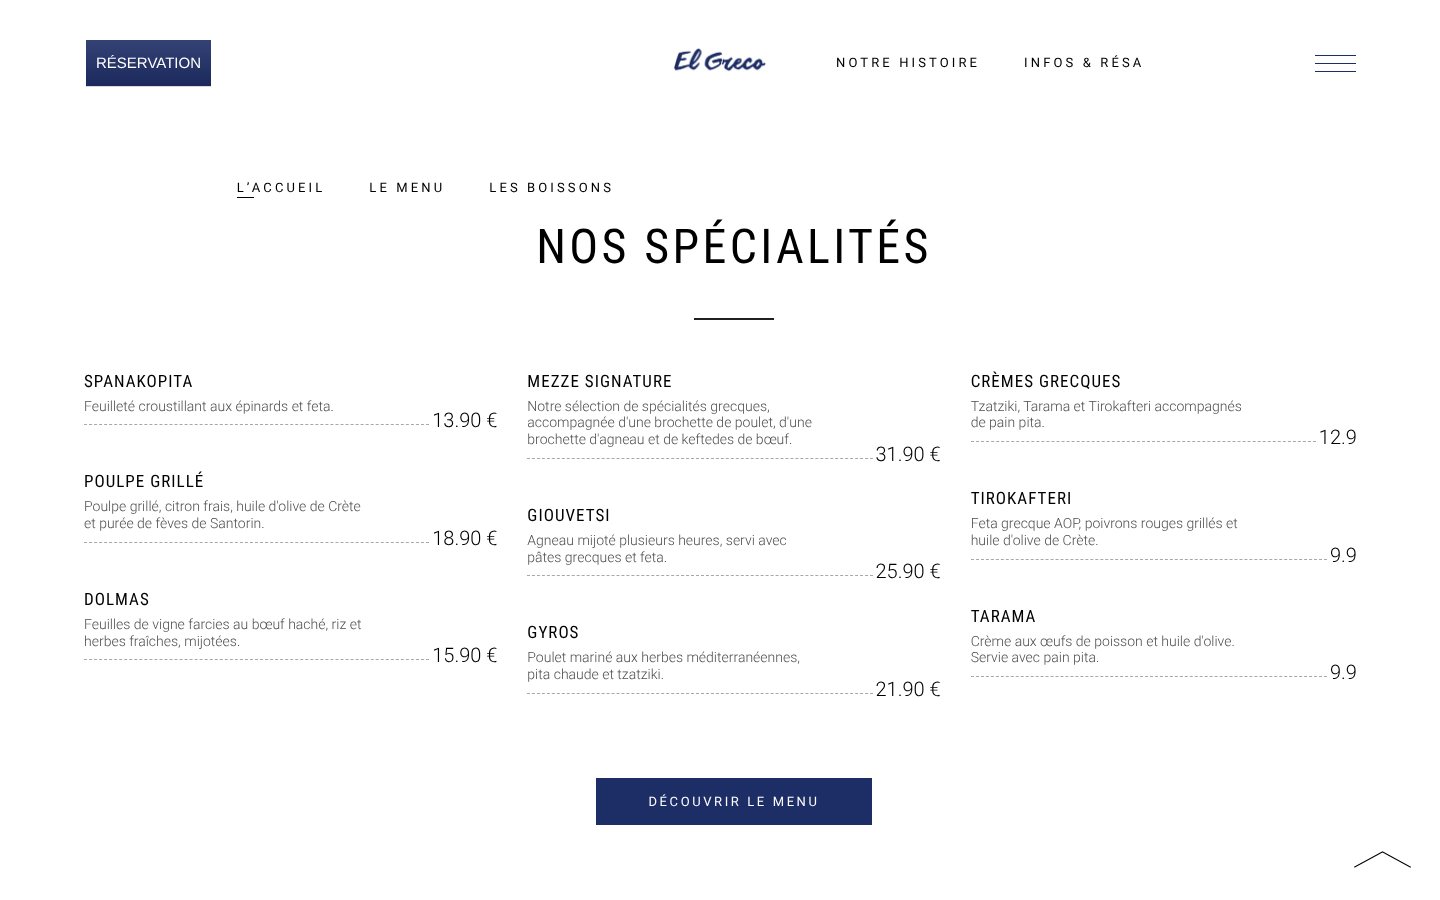 RÉSERVATION
El Greco
NOTRE HISTOIRE
INFOS & RÉSA
L'ACCUEIL
LE MENU
LES BOISSONS
NOS SPÉCIALITÉS
SPANAKOPITA
Feuilleté croustillant aux épinards et feta.
13.90 €
POULPE GRILLÉ
Poulpe grillé, citron frais, huile d'olive de Crète
et purée de fèves de Santorin.
18.90 €
DOLMAS
Feuilles de vigne farcies au bœuf haché, riz et
herbes fraîches, mijotées.
15.90 €
MEZZE SIGNATURE
Notre sélection de spécialités grecques,
accompagnée d'une brochette de poulet, d'une
brochette d'agneau et de keftedes de bœuf.
31.90 €
GIOUVETSI
Agneau mijoté plusieurs heures, servi avec
pâtes grecques et feta.
25.90 €
GYROS
Poulet mariné aux herbes méditerranéennes,
pita chaude et tzatziki.
21.90 €
CRÈMES GRECQUES
Tzatziki, Tarama et Tirokafteri accompagnés
de pain pita.
12.9
TIROKAFTERI
Feta grecque AOP, poivrons rouges grillés et
huile d'olive de Crète.
9.9
TARAMA
Crème aux œufs de poisson et huile d'olive.
Servie avec pain pita.
9.9
DÉCOUVRIR LE MENU